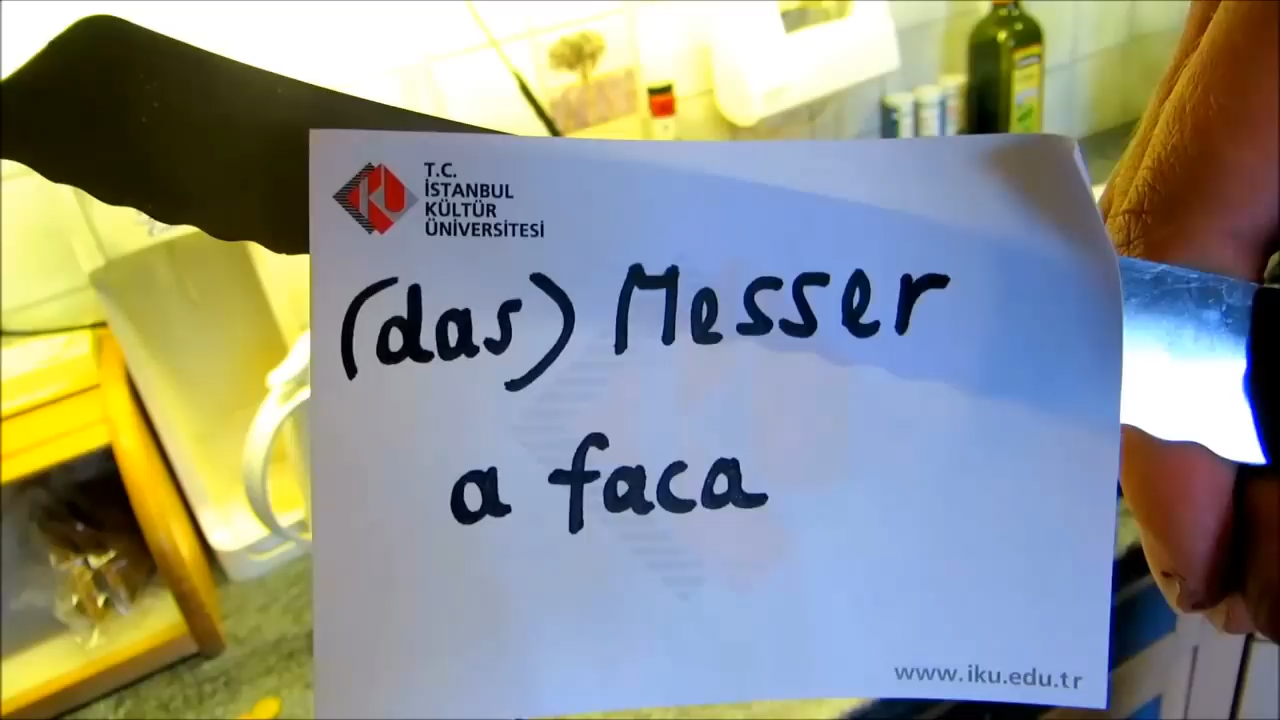 T.C.
İSTANBUL
KÜLTÜR
ÜNİVERSİTESİ
(das) Messer
a faca
www.iku.edu.tr